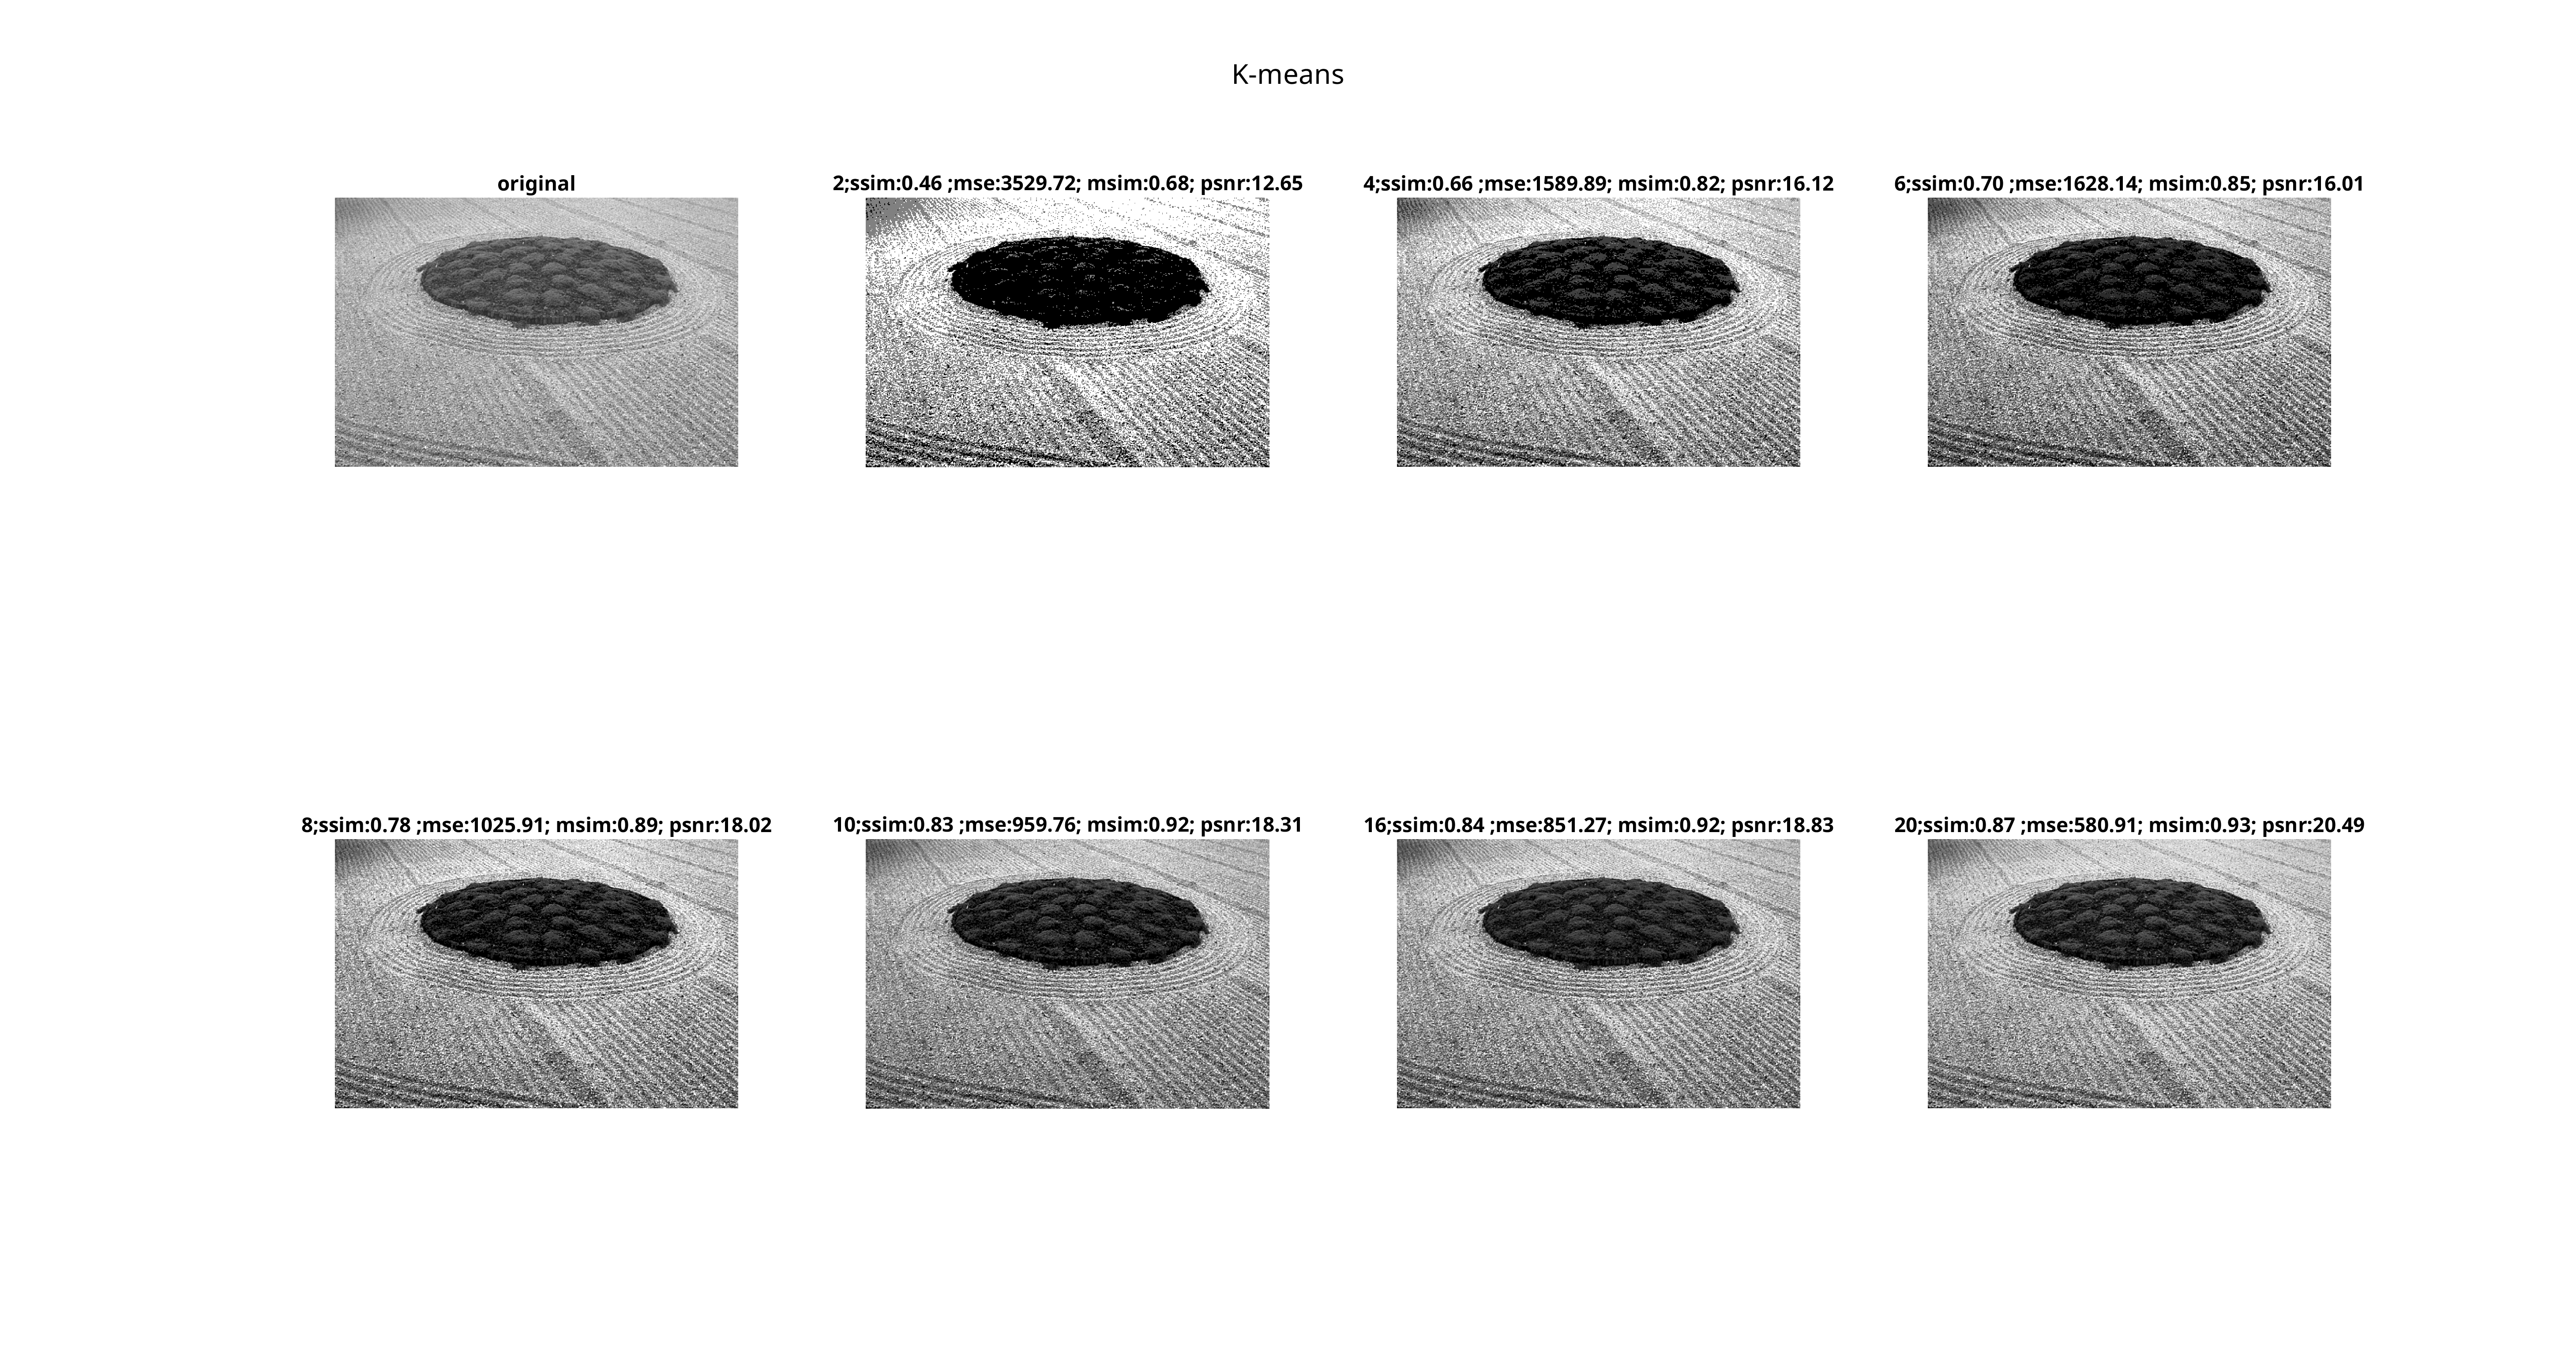 K-means
original
2;ssim:0.46 ;mse:3529.72; msim:0.68; psnr:12.65
4;ssim:0.66 ;mse:1589.89; msim:0.82; psnr:16.12
6;ssim:0.70 ;mse:1628.14; msim:0.85; psnr:16.01
8;ssim:0.78 ;mse:1025.91; msim:0.89; psnr:18.02
10;ssim:0.83 ;mse:959.76; msim:0.92; psnr:18.31
16;ssim:0.84 ;mse:851.27; msim:0.92; psnr:18.83
20;ssim:0.87 ;mse:580.91; msim:0.93; psnr:20.49